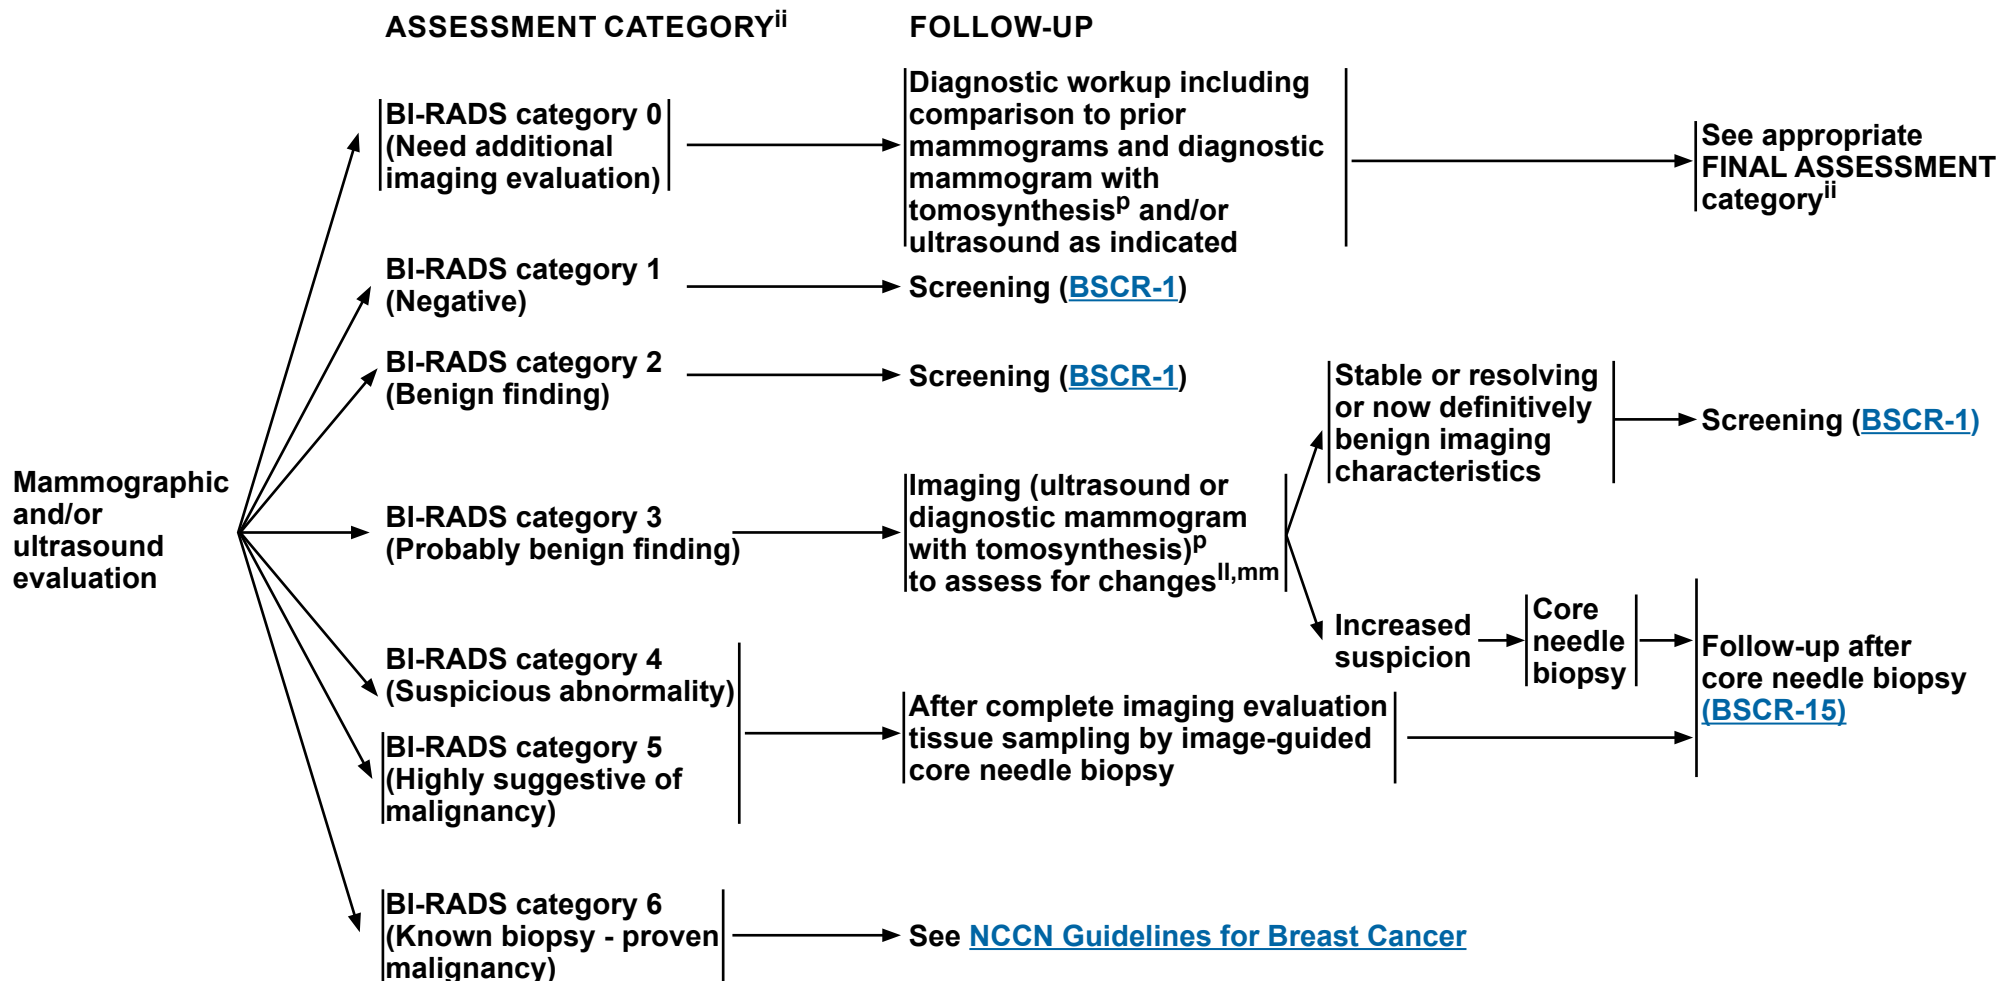 ASSESSMENT CATEGORYii
FOLLOW-UP
Mammographic
and/or
ultrasound
evaluation
BI-RADS category 0
(Need additional
imaging evaluation)
Diagnostic workup including
comparison to prior
mammograms and diagnostic
mammogram with
tomosynthesisp and/or
ultrasound as indicated
See appropriate
FINAL ASSESSMENT
categoryii
BI-RADS category 1
(Negative)
Screening (BSCR-1)
BI-RADS category 2
(Benign finding)
Screening (BSCR-1)
BI-RADS category 3
(Probably benign finding)
Imaging (ultrasound or
diagnostic mammogram
with tomosynthesis)p
to assess for changesll,mm
Stable or resolving
or now definitively
benign imaging
characteristics
Screening (BSCR-1)
Increased
suspicion
Core
needle
biopsy
Follow-up after
core needle biopsy
(BSCR-15)
BI-RADS category 4
(Suspicious abnormality)
BI-RADS category 5
(Highly suggestive of
malignancy)
After complete imaging evaluation
tissue sampling by image-guided
core needle biopsy
BI-RADS category 6
(Known biopsy - proven
malignancy)
See NCCN Guidelines for Breast Cancer